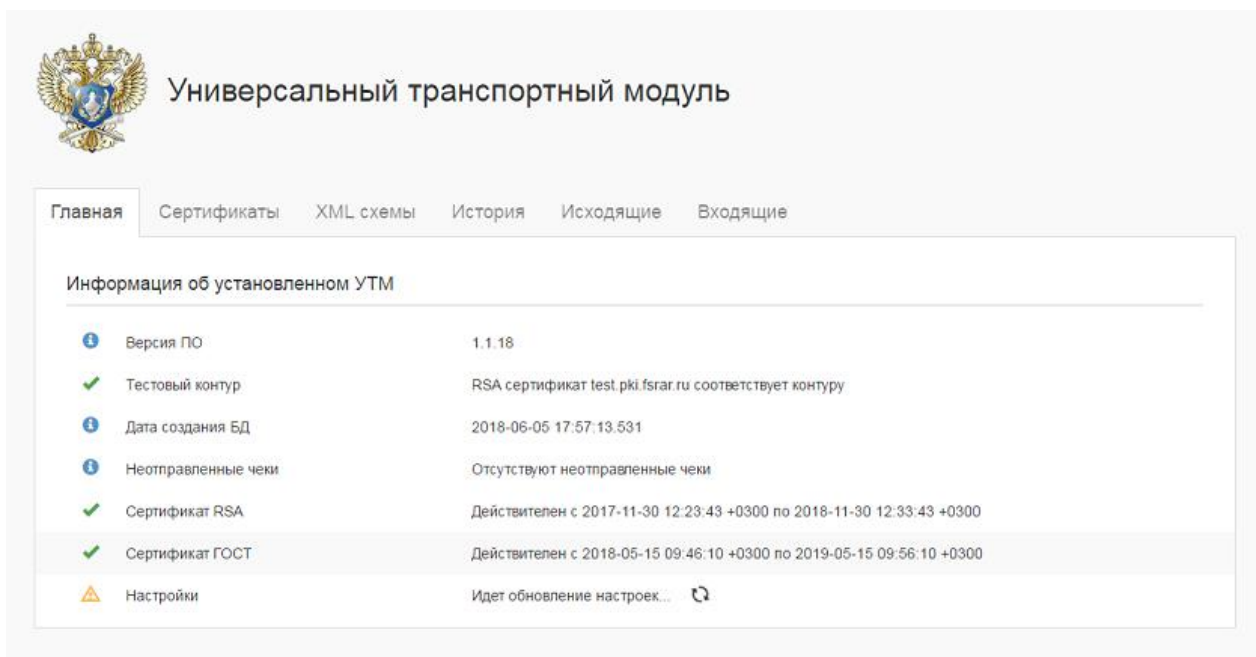 Универсальный транспортный модуль
Главная Сертификаты XML схемы История Исходящие Входящие
Информация об установленном УТМ
Версия ПО 1.1.18
Тестовый контур RSA сертификат test.pki.fsrar.ru соответствует контуру
Дата создания БД 2018-06-05 17:57:13.531
Неотправленные чеки Отсутствуют неотправленные чеки
Сертификат RSA Действителен с 2017-11-30 12:23:43 +0300 по 2018-11-30 12:33:43 +0300
Сертификат ГОСТ Действителен с 2018-05-15 09:46:10 +0300 по 2019-05-15 09:56:10 +0300
Настройки Идет обновление настроек...